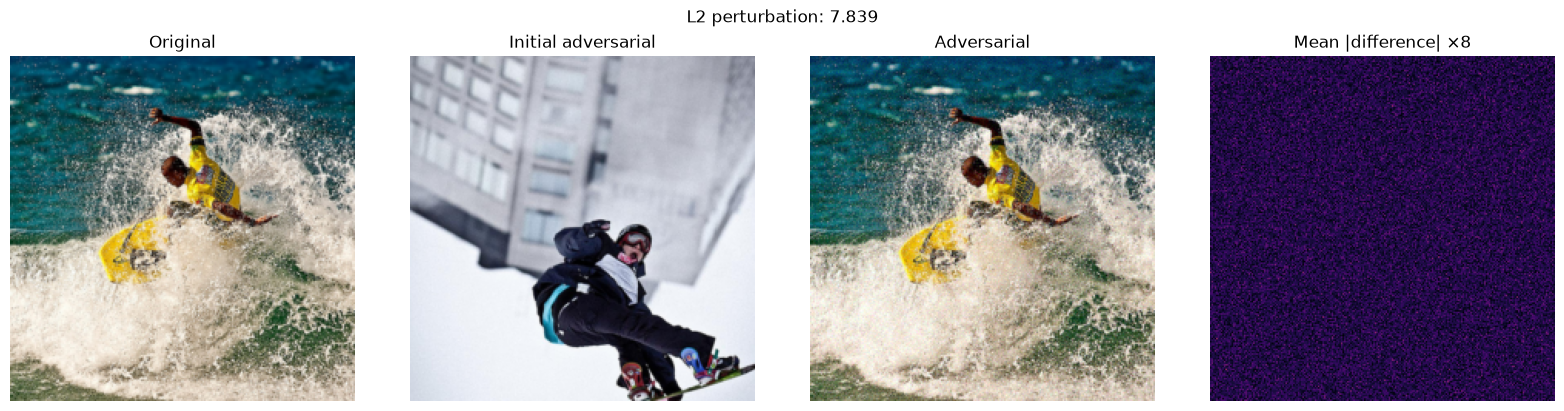 L2 perturbation: 7.839
Original
Initial adversarial
Adversarial
Mean |difference| ×8